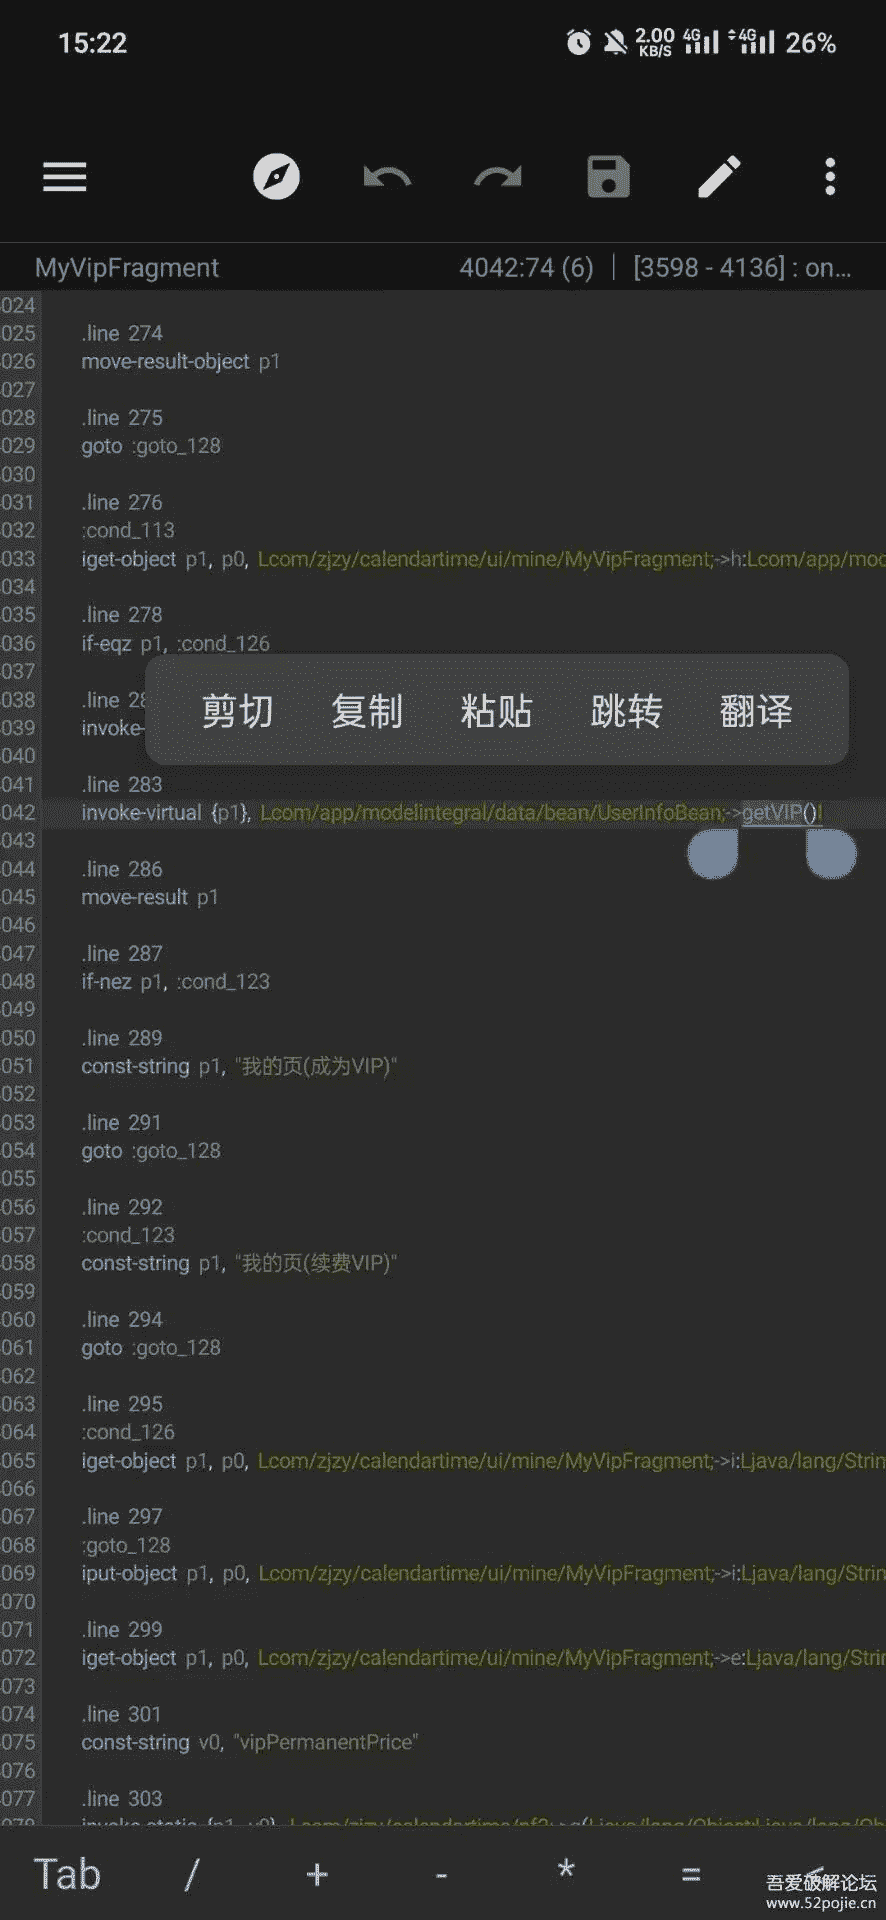 15:22 2.00 KB/S 4G 4G 26%
MyVipFragment 4042:74 (6) | [3598 - 4136] : on...
024
025 .line 274
026 move-result-object p1
027
028 .line 275
029 goto :goto_128
030
031 .line 276
032 :cond_113
033 iget-object p1, p0, Lcom/zjzy/calendartime/ui/mine/MyVipFragment;->h:Lcom/app/mod
034
035 .line 278
036 if-eqz p1, :cond_126
037
038 .line 28
剪切 复制 粘贴 跳转 翻译
039 invoke-
040
041 .line 283
042 invoke-virtual {p1}, Lcom/app/modelintegral/data/bean/UserInfoBean;->getVIP()I
043
044 .line 286
045 move-result p1
046
047 .line 287
048 if-nez p1, :cond_123
049
050 .line 289
051 const-string p1, "我的页(成为VIP)"
052
053 .line 291
054 goto :goto_128
055
056 .line 292
057 :cond_123
058 const-string p1, "我的页(续费VIP)"
059
060 .line 294
061 goto :goto_128
062
063 .line 295
064 :cond_126
065 iget-object p1, p0, Lcom/zjzy/calendartime/ui/mine/MyVipFragment;->i:Ljava/lang/Strin
066
067 .line 297
068 :goto_128
069 iput-object p1, p0, Lcom/zjzy/calendartime/ui/mine/MyVipFragment;->i:Ljava/lang/Strin
070
071 .line 299
072 iget-object p1, p0, Lcom/zjzy/calendartime/ui/mine/MyVipFragment;->e:Ljava/lang/Strin
073
074 .line 301
075 const-string v0, "vipPermanentPrice"
076
077 .line 303
Tab / + - * = <
吾爱破解论坛
www.52pojie.cn